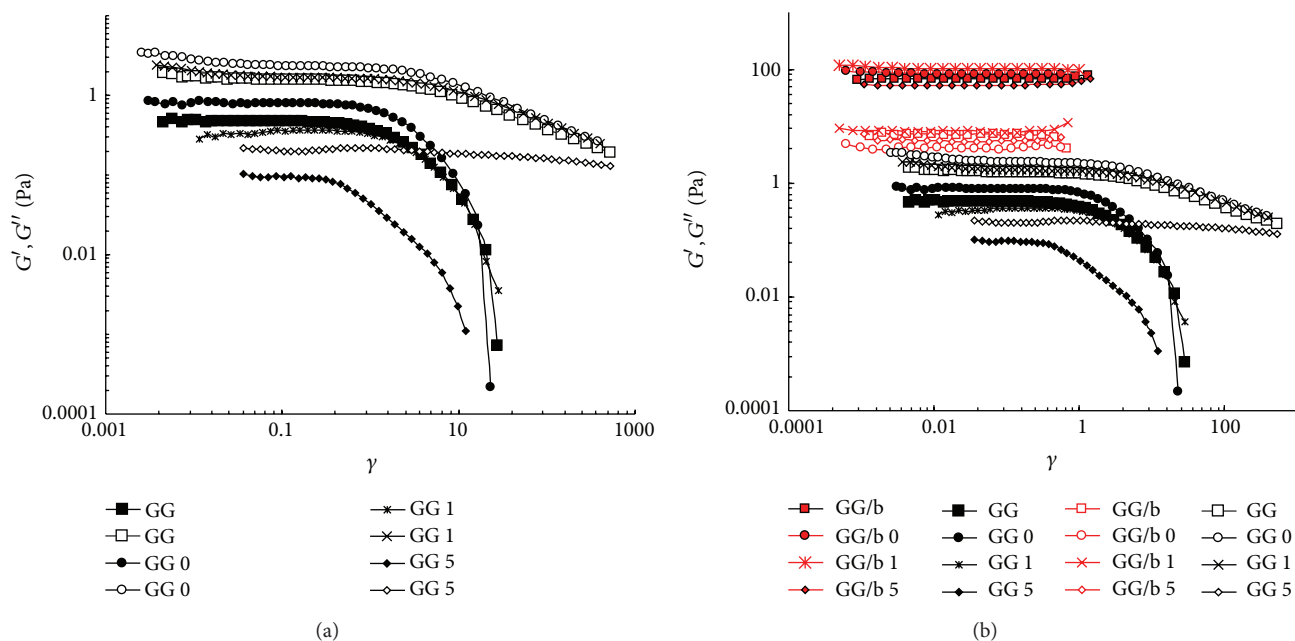 G′, G″ (Pa)
1
0.01
0.0001
0.001
0.1
10
1000
γ
GG
GG
GG 0
GG 0
GG 1
GG 1
GG 5
GG 5
(a)
G′, G″ (Pa)
100
1
0.01
0.0001
0.0001
0.01
1
100
γ
GG/b
GG/b 0
GG/b 1
GG/b 5
GG
GG 0
GG 1
GG 5
GG/b
GG/b 0
GG/b 1
GG/b 5
GG
GG 0
GG 1
GG 5
(b)